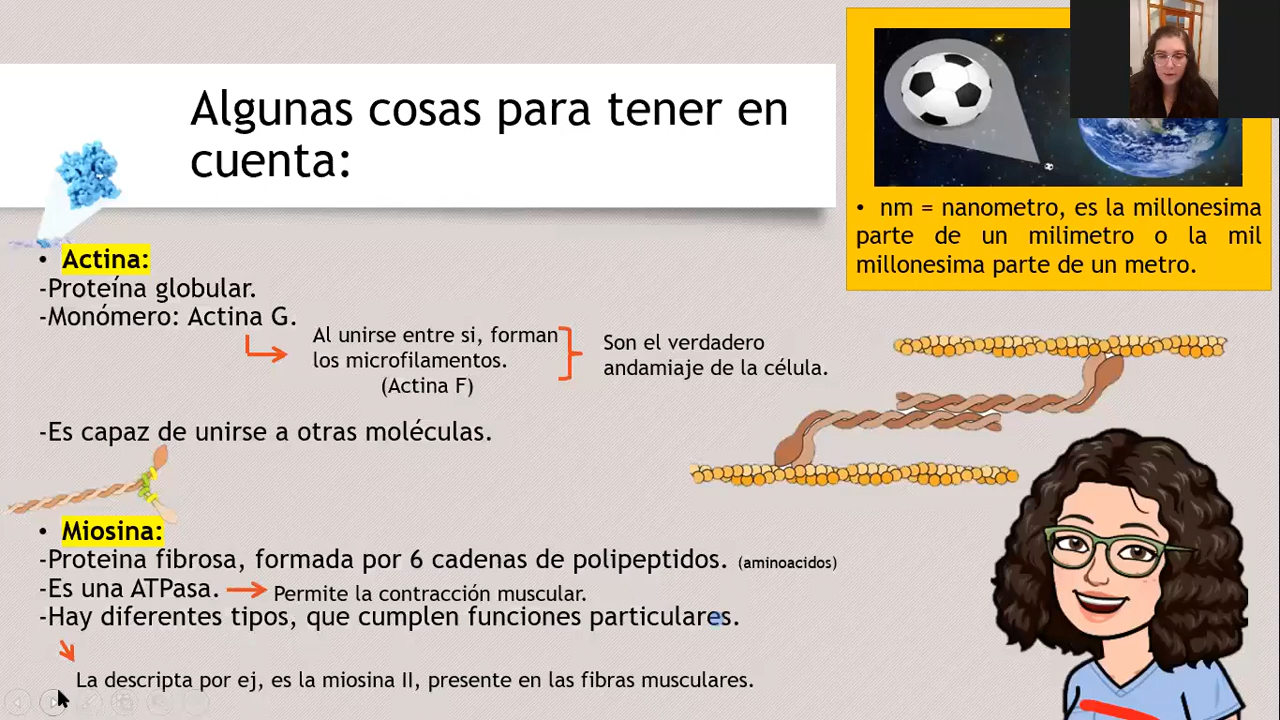 Algunas cosas para tener en
cuenta:
• nm = nanometro, es la millonesima
parte de un milimetro o la mil
millonesima parte de un metro.
• Actina:
-Proteína globular.
-Monómero: Actina G.
Al unirse entre si, forman
los microfilamentos.
(Actina F)
Son el verdadero
andamiaje de la célula.
-Es capaz de unirse a otras moléculas.
• Miosina:
-Proteina fibrosa, formada por 6 cadenas de polipeptidos. (aminoacidos)
-Es una ATPasa.
Permite la contracción muscular.
-Hay diferentes tipos, que cumplen funciones particulares.
La descripta por ej, es la miosina II, presente en las fibras musculares.